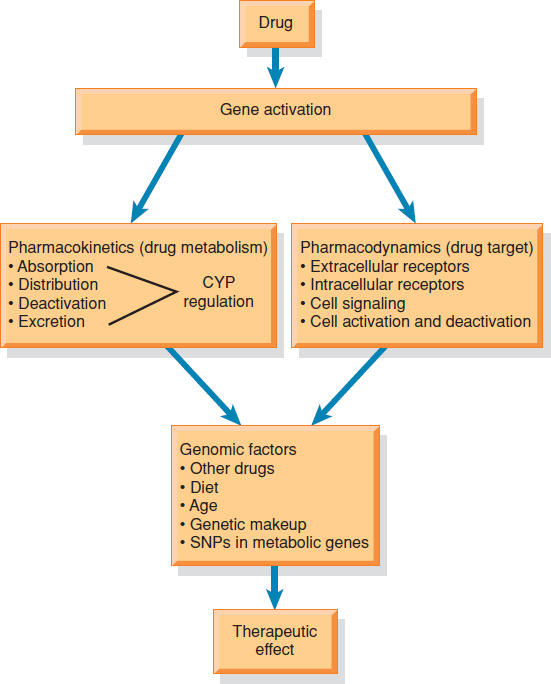 Drug
Gene activation
Pharmacokinetics (drug metabolism)
• Absorption
• Distribution
• Deactivation
• Excretion
CYP
regulation
Pharmacodynamics (drug target)
• Extracellular receptors
• Intracellular receptors
• Cell signaling
• Cell activation and deactivation
Genomic factors
• Other drugs
• Diet
• Age
• Genetic makeup
• SNPs in metabolic genes
Therapeutic
effect